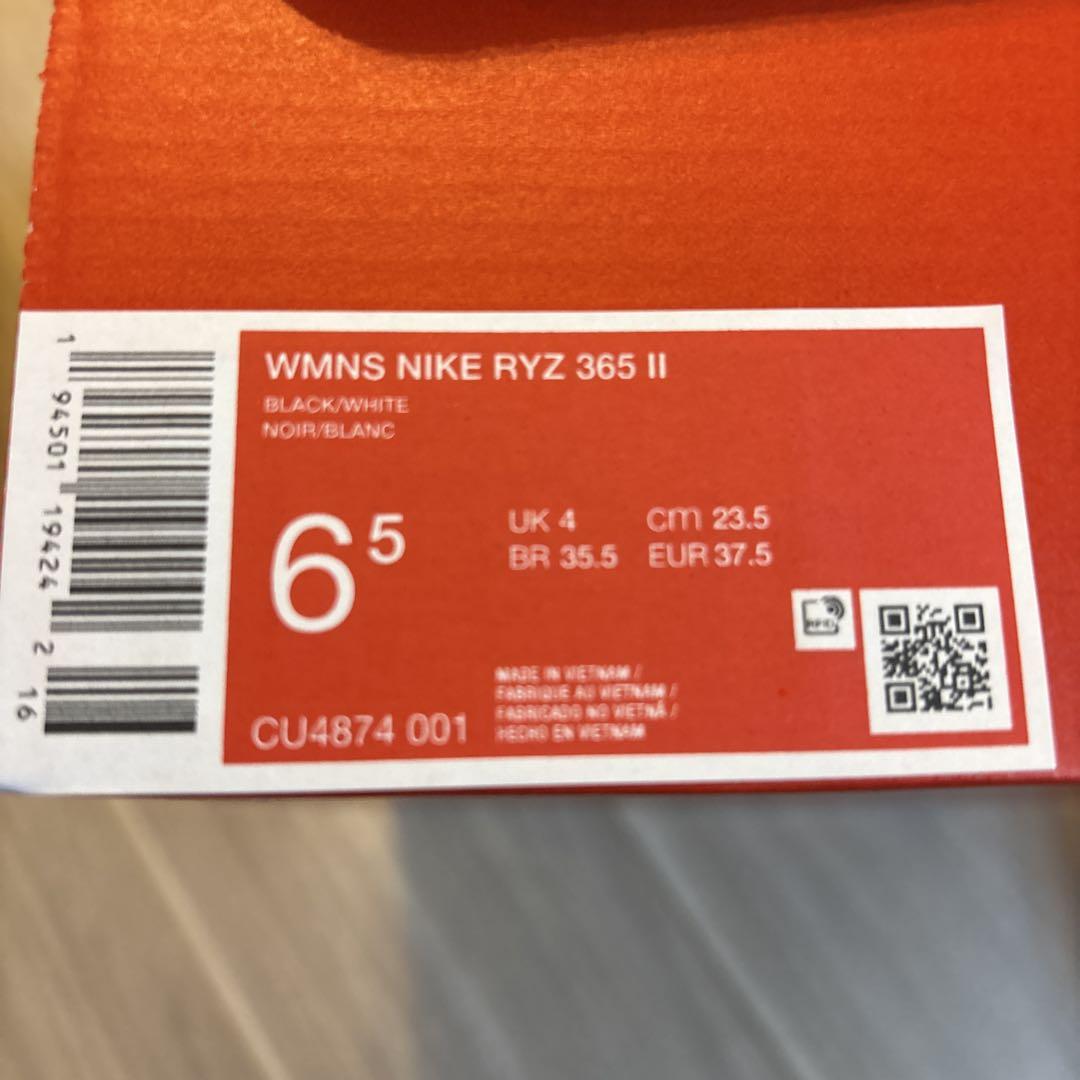 WMNS NIKE RYZ 365 II
BLACK/WHITE
NOIR/BLANC
6 5
UK 4 cm 23.5
BR 35.5 EUR 37.5
RFID
MADE IN VIETNAM /
FABRIQUE AU VIETNAM /
FABRICADO NO VIETNÃ /
HECHO EN VIETNAM
CU4874 001
1 94501 19424 2 16